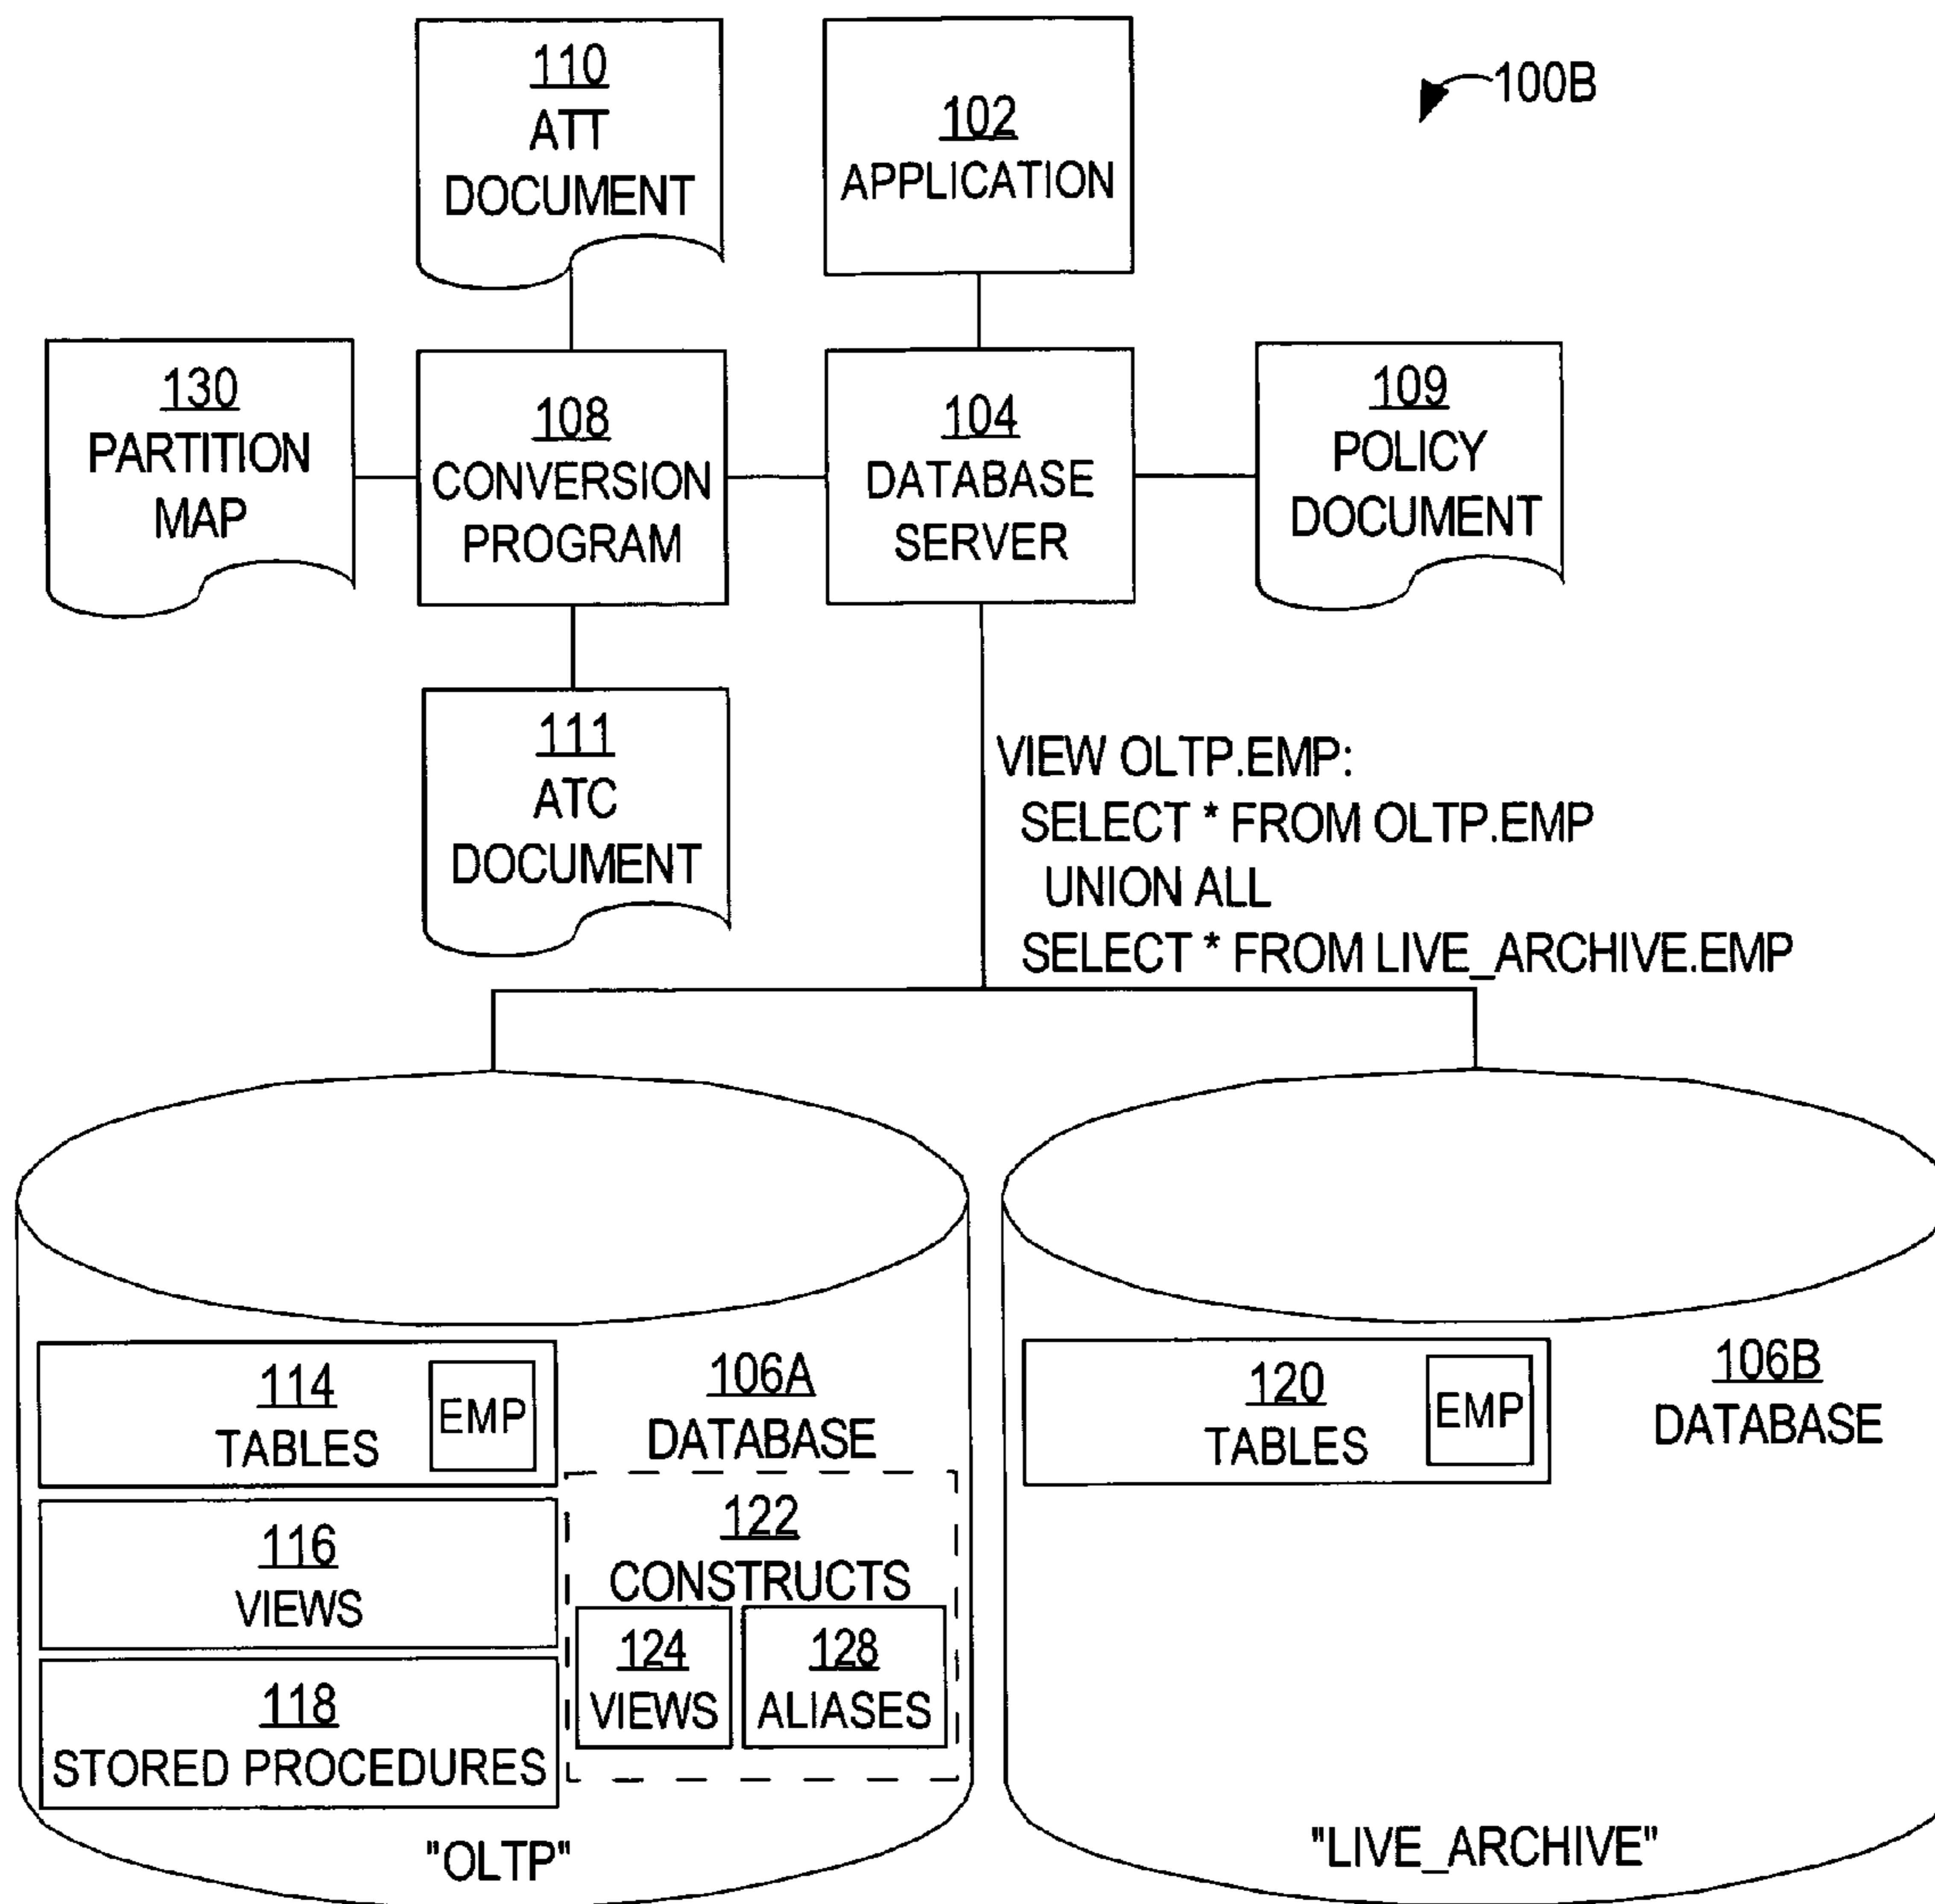 110
ATT
DOCUMENT
102
APPLICATION
100B
130
PARTITION
MAP
108
CONVERSION
PROGRAM
104
DATABASE
SERVER
109
POLICY
DOCUMENT
111
ATC
DOCUMENT
VIEW OLTP.EMP:
SELECT * FROM OLTP.EMP
UNION ALL
SELECT * FROM LIVE_ARCHIVE.EMP
114
TABLES
EMP
106A
DATABASE
116
VIEWS
122
CONSTRUCTS
124
VIEWS
128
ALIASES
118
STORED PROCEDURES
"OLTP"
120
TABLES
EMP
106B
DATABASE
"LIVE_ARCHIVE"